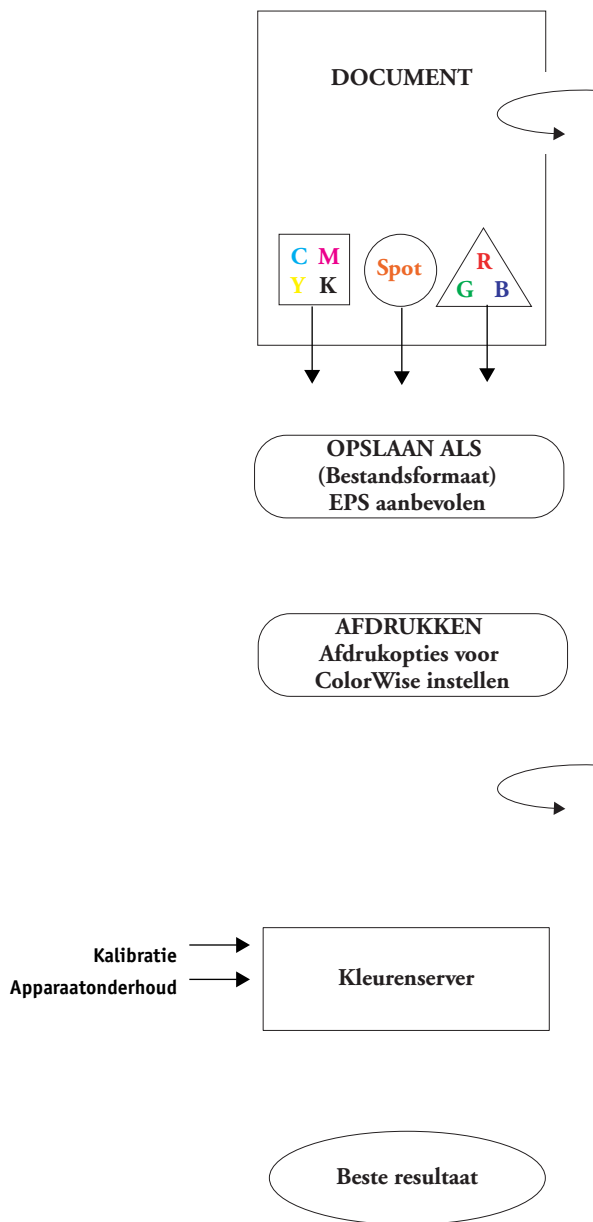 DOCUMENT
C M
Y K
Spot
R
G B
OPSLAAN ALS
(Bestandsformaat)
EPS aanbevolen
AFDRUKKEN
Afdrukopties voor
ColorWise instellen
Kalibratie
Apparaatonderhoud
Kleurenserver
Beste resultaat